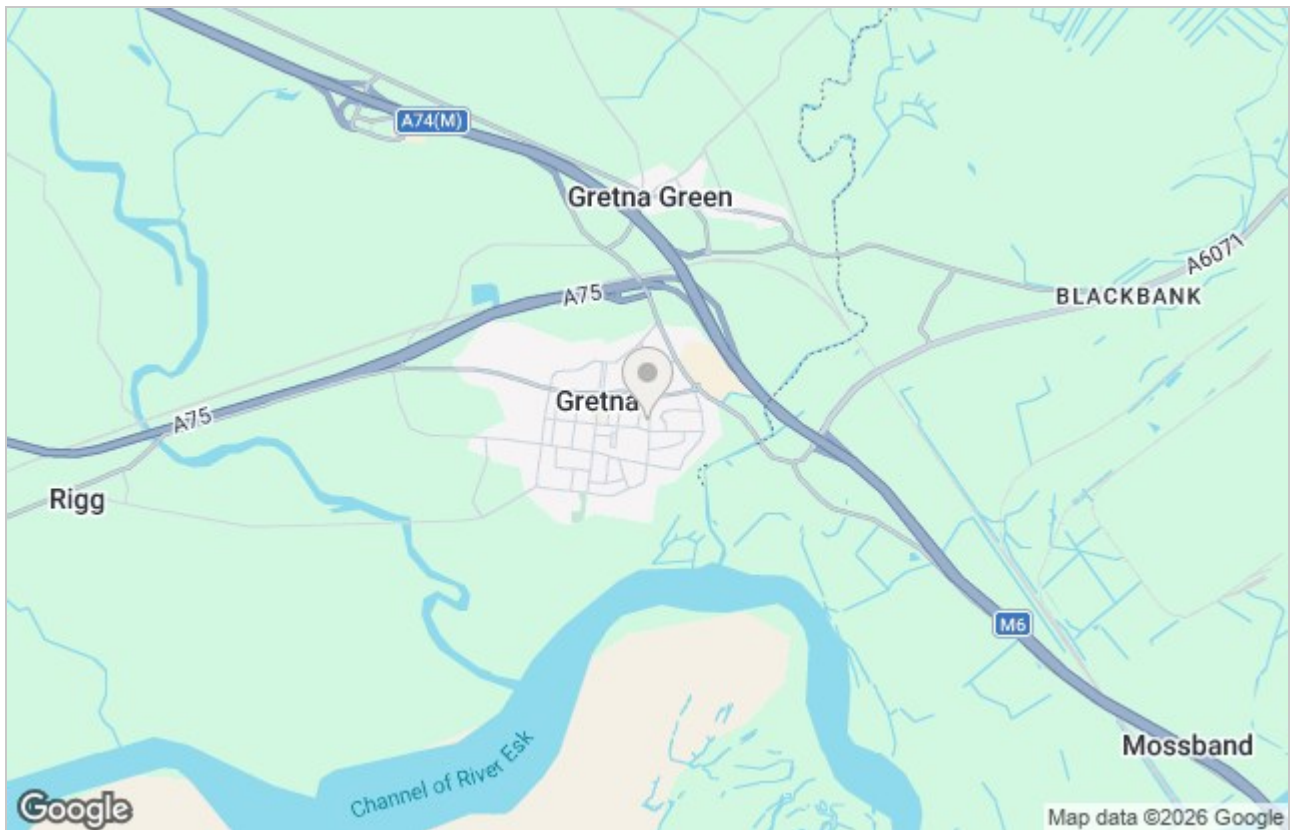 A74(M)
Gretna Green
A6071
A75
BLACKBANK
Gretna
A75
Rigg
M6
Channel of River Esk
Mossband
Google
Map data ©2026 Google